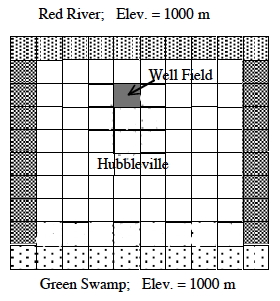 Red River; Elev. = 1000 m
Well Field
Hubbleville
Green Swamp; Elev. = 1000 m